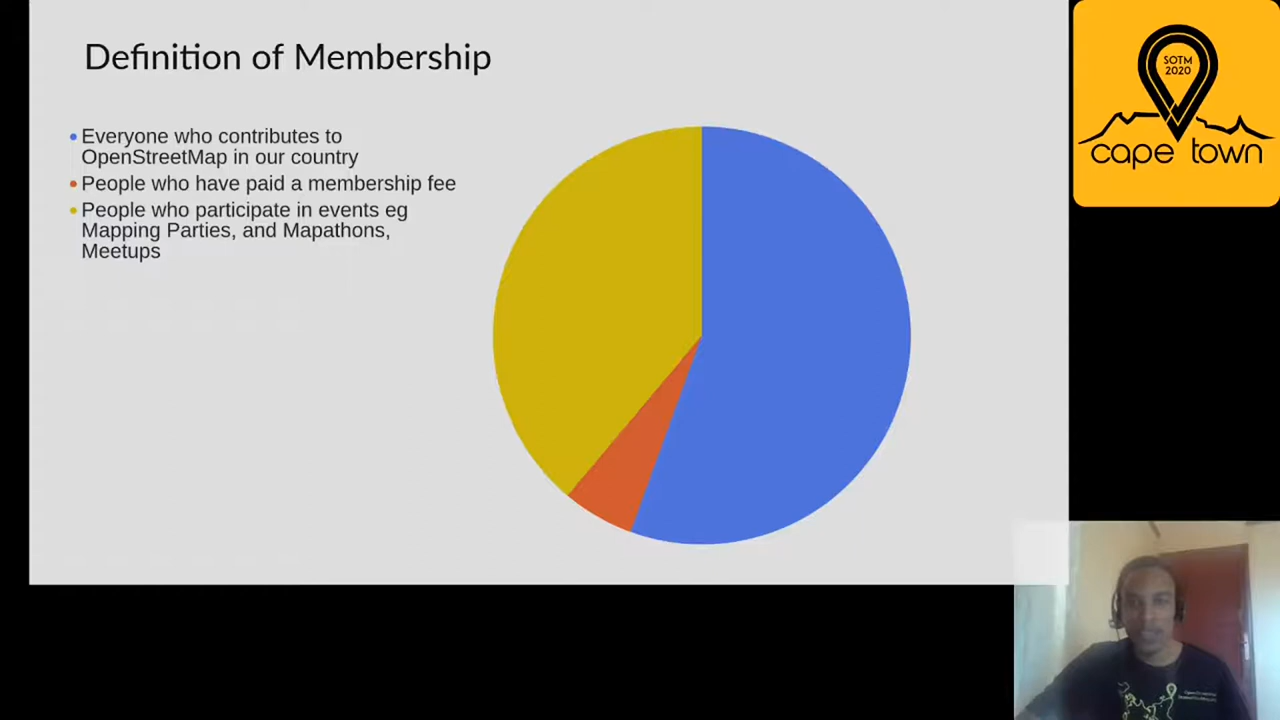 Definition of Membership
Everyone who contributes to
OpenStreetMap in our country
People who have paid a membership fee
People who participate in events eg
Mapping Parties, and Mapathons,
Meetups
SOTM
2020
cape town